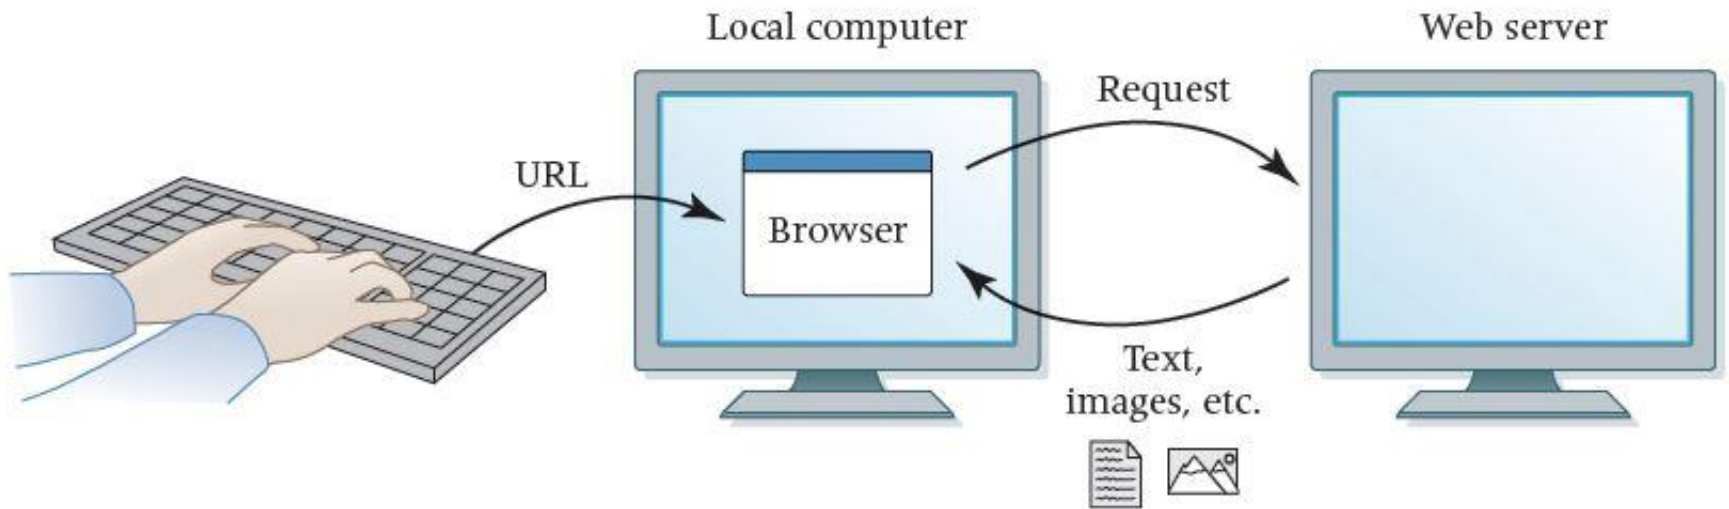 Local computer
Web server
Request
URL
Browser
Text,
images, etc.